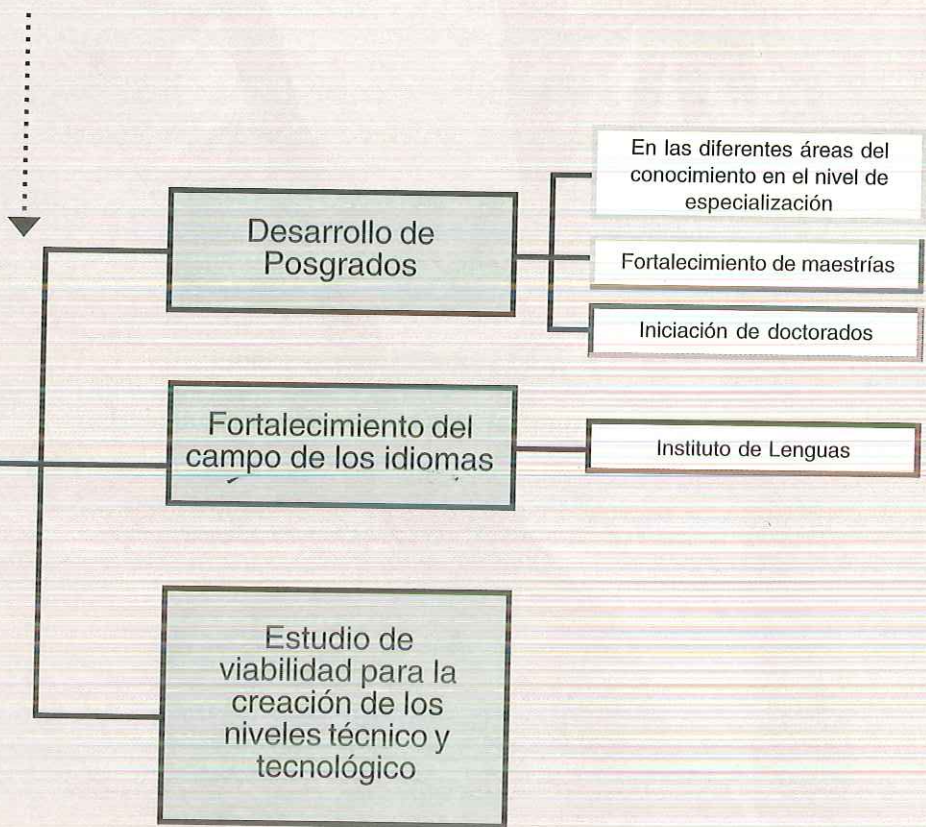 En las diferentes áreas del
conocimiento en el nivel de
especialización
Desarrollo de
Posgrados
Fortalecimiento de maestrías
Iniciación de doctorados
Fortalecimiento del
campo de los idiomas
Instituto de Lenguas
Estudio de
viabilidad para la
creación de los
niveles técnico y
tecnológico